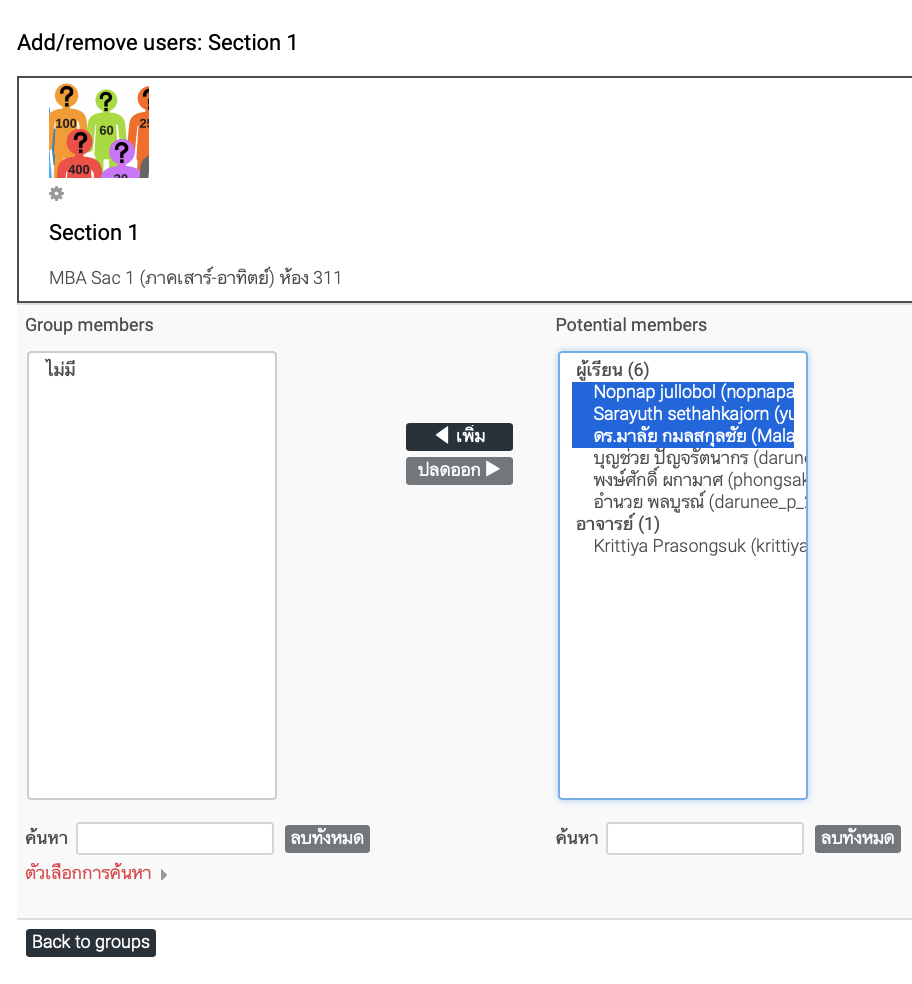 Add/remove users: Section 1
100
60
25
400
20
Section 1
MBA Sac 1 (ภาคเสาร์-อาทิตย์) ห้อง 311
Group members
Potential members
ไม่มี
ผู้เรียน (6)
Nopnap jullobol (nopnapa
Sarayuth sethahkajorn (yu
ดร.มาลัย กมลสกุลชัย (Mala
บุญช่วย ปัญจรัตนากร (darun
พงษ์ศักดิ์ ผกามาศ (phongsak
อำนวย พลบูรณ์ (darunee_p_
อาจารย์ (1)
Krittiya Prasongsuk (krittiya
เพิ่ม
ปลดออก
ค้นหา
ลบทั้งหมด
ค้นหา
ลบทั้งหมด
ตัวเลือกการค้นหา
Back to groups